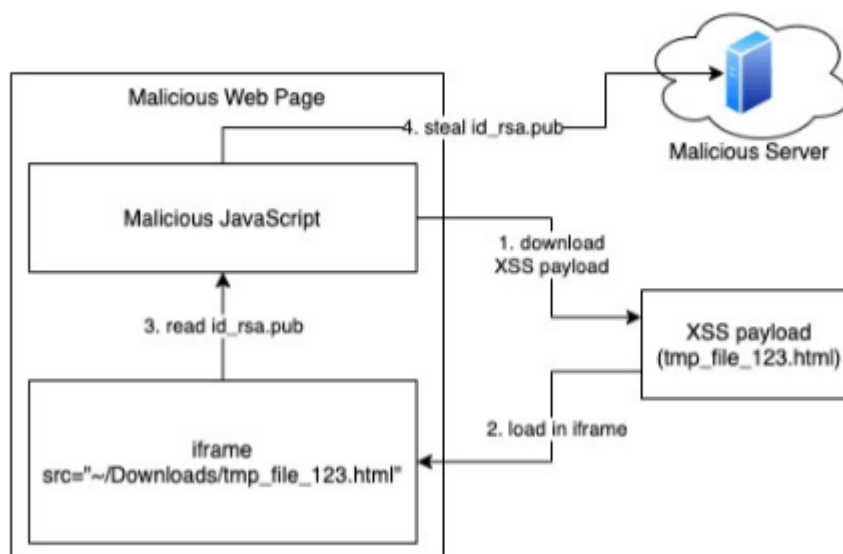 Malicious Web Page
4. steal id_rsa.pub
Malicious Server
Malicious JavaScript
1. download
XSS payload
3. read id_rsa.pub
XSS payload
(tmp_file_123.html)
2. load in iframe
iframe
src="~/Downloads/tmp_file_123.html"